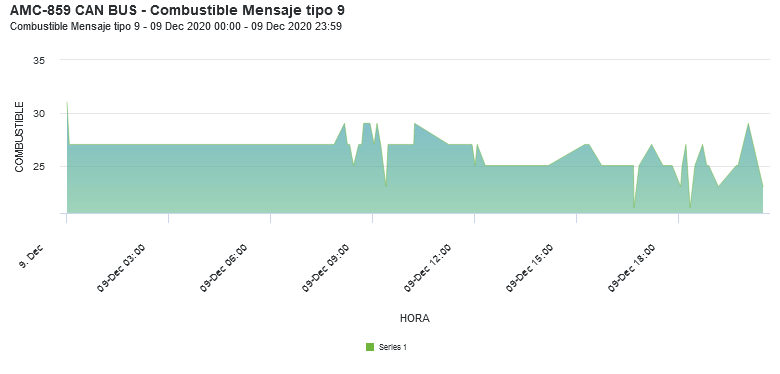 AMC-859 CAN BUS - Combustible Mensaje tipo 9
Combustible Mensaje tipo 9 - 09 Dec 2020 00:00 - 09 Dec 2020 23:59
35
30
25
COMBUSTIBLE
9. Dec
09-Dec 03:00
09-Dec 06:00
09-Dec 09:00
09-Dec 12:00
09-Dec 15:00
09-Dec 18:00
HORA
Series 1